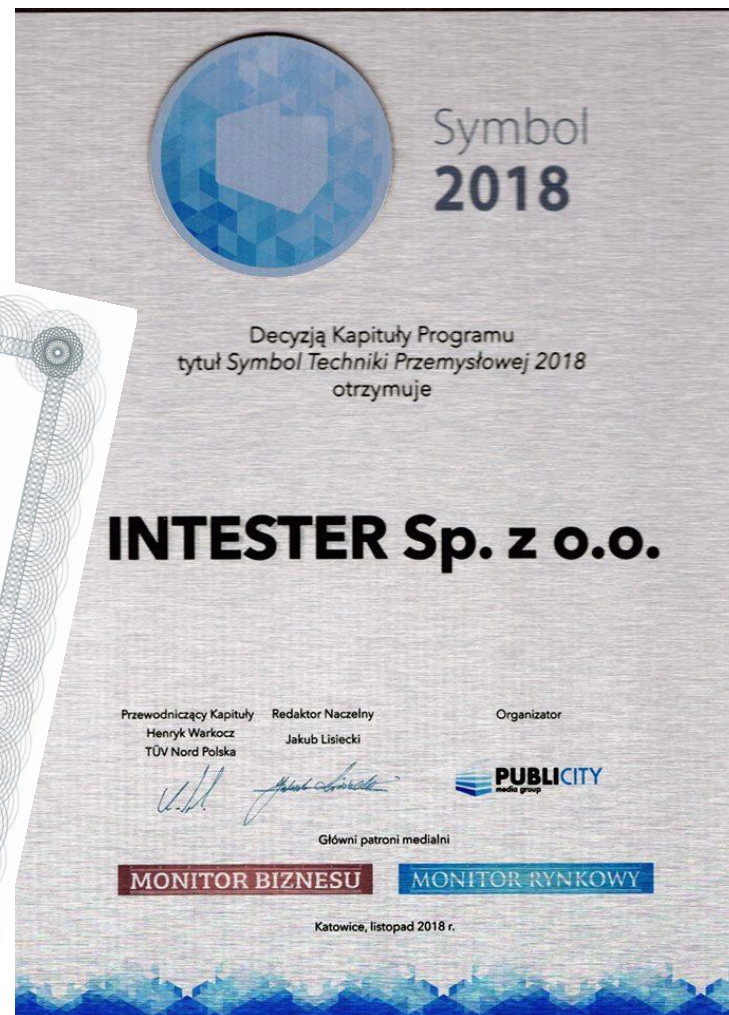 Symbol
2018
Decyzją Kapituły Programu
tytuł Symbol Techniki Przemysłowej 2018
otrzymuje
INTESTER Sp. z o.o.
Przewodniczący Kapituły
Henryk Warkocz
TÜV Nord Polska
Redaktor Naczelny
Jakub Lisiecki
Organizator
PUBLICITY
media group
Główni patroni medialni
MONITOR BIZNESU
MONITOR RYNKOWY
Katowice, listopad 2018 r.